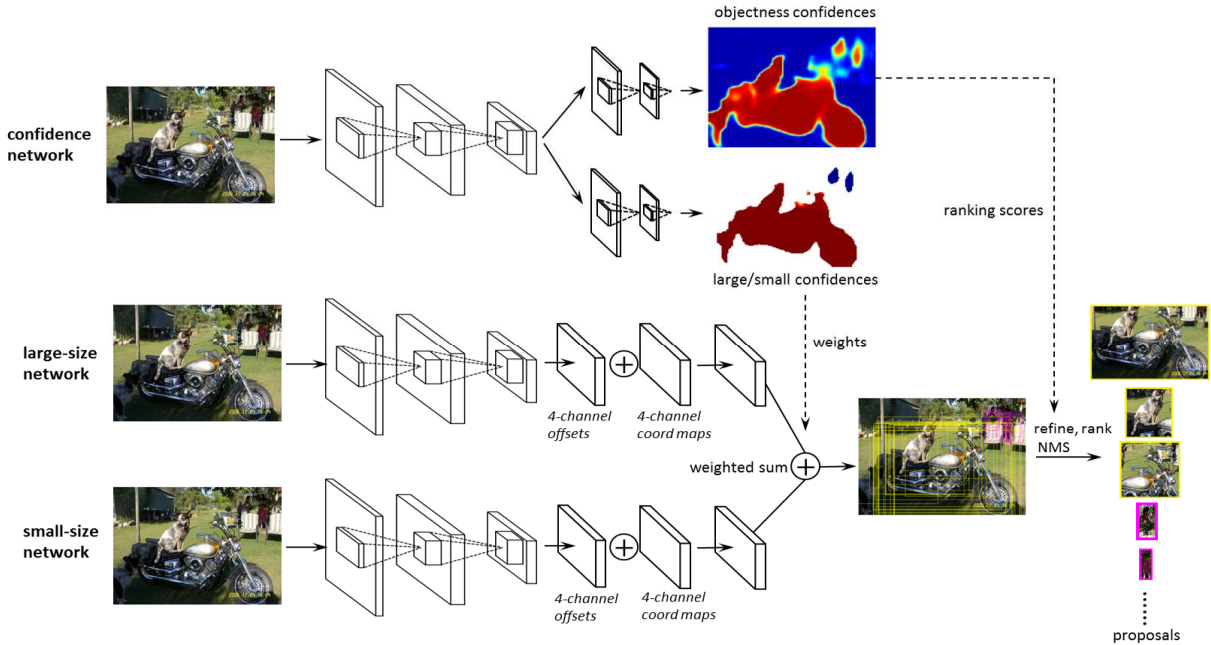 objectness confidences
confidence
network
ranking scores
large/small confidences
large-size
network
weights
4-channel
offsets
4-channel
coord maps
refine, rank
NMS
weighted sum
small-size
network
4-channel
offsets
4-channel
coord maps
proposals